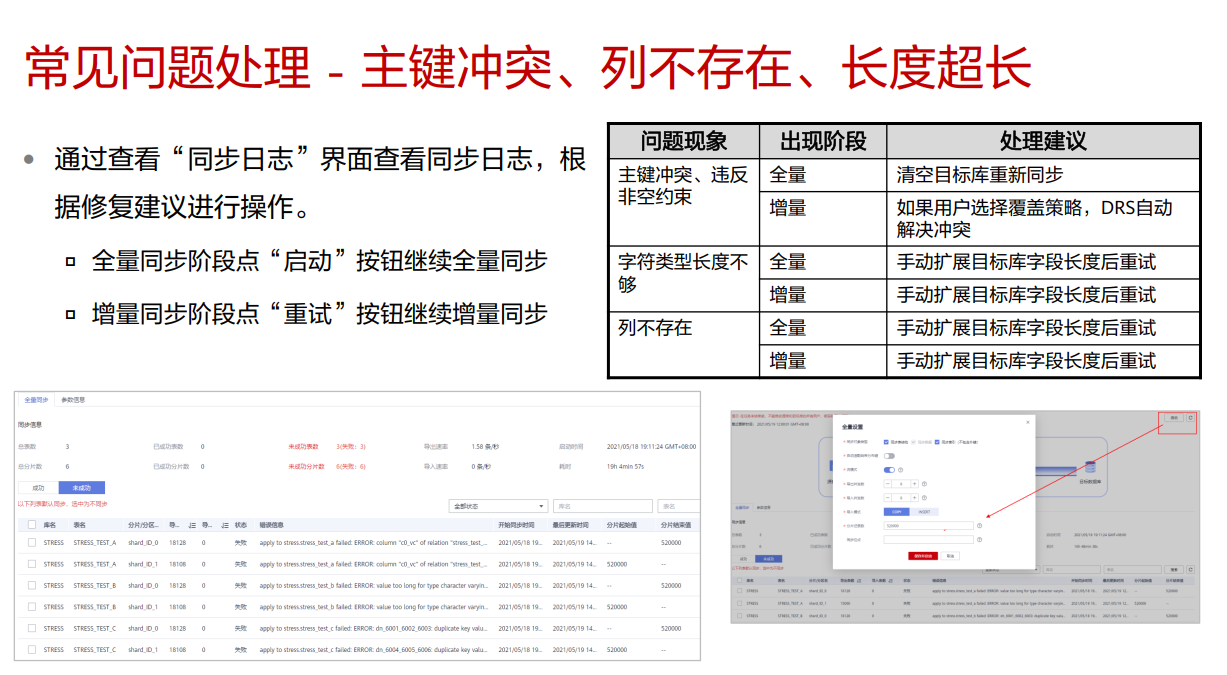 常见问题处理 - 主键冲突、列不存在、长度超长
通过查看“同步日志”界面查看同步日志，根
据修复建议进行操作。
全量同步阶段点“启动”按钮继续全量同步
增量同步阶段点“重试”按钮继续增量同步
问题现象 出现阶段 处理建议
主键冲突、违反 全量 清空目标库重新同步
非空约束
增量 如果用户选择覆盖策略，DRS自动
解决冲突
字符类型长度不 全量 手动扩展目标库字段长度后重试
够
增量 手动扩展目标库字段长度后重试
列不存在 全量 手动扩展目标库字段长度后重试
增量 手动扩展目标库字段长度后重试
全量同步 参数信息
同步信息
总表数 3 已成功表数 0 未成功表数 3(失败：3) 导出速率 1.58 条/秒 启动时间 2021/05/18 19:11:24 GMT+08:00
总分片数 6 已成功分片数 0 未成功分片数 6(失败：6) 导入速率 0 条/秒 耗时 19h 4min 57s
成功 未成功
以下列表默认同步，选中为不同步
全部状态 库名 表名
库名 表名 分片/分区... 导... 导... 状态 错误信息 开始同步时间 最后更新时间 分片起始值 分片结束值
STRESS STRESS_TEST_A shard_ID_0 18128 0 失败 apply to stress.stress_test_a failed: ERROR: column "c0_vc" of relation "stress_test_... 2021/05/18 19... 2021/05/19 14... -- 520000
STRESS STRESS_TEST_A shard_ID_1 18108 0 失败 apply to stress.stress_test_a failed: ERROR: column "c0_vc" of relation "stress_test_... 2021/05/18 19... 2021/05/19 14... 520000 --
STRESS STRESS_TEST_B shard_ID_0 18128 0 失败 apply to stress.stress_test_b failed: ERROR: value too long for type character varyin... 2021/05/18 19... 2021/05/19 14... -- 520000
STRESS STRESS_TEST_B shard_ID_1 18108 0 失败 apply to stress.stress_test_b failed: ERROR: value too long for type character varyin... 2021/05/18 19... 2021/05/19 14... 520000 --
STRESS STRESS_TEST_C shard_ID_0 18128 0 失败 apply to stress.stress_test_c failed: ERROR: dn_6001_6002_6003: duplicate key valu... 2021/05/18 19... 2021/05/19 14... -- 520000
STRESS STRESS_TEST_C shard_ID_1 18108 0 失败 apply to stress.stress_test_c failed: ERROR: dn_6004_6005_6006: duplicate key valu... 2021/05/18 19... 2021/05/19 14... 520000 --
全量设置
520000
取消
目标数据库